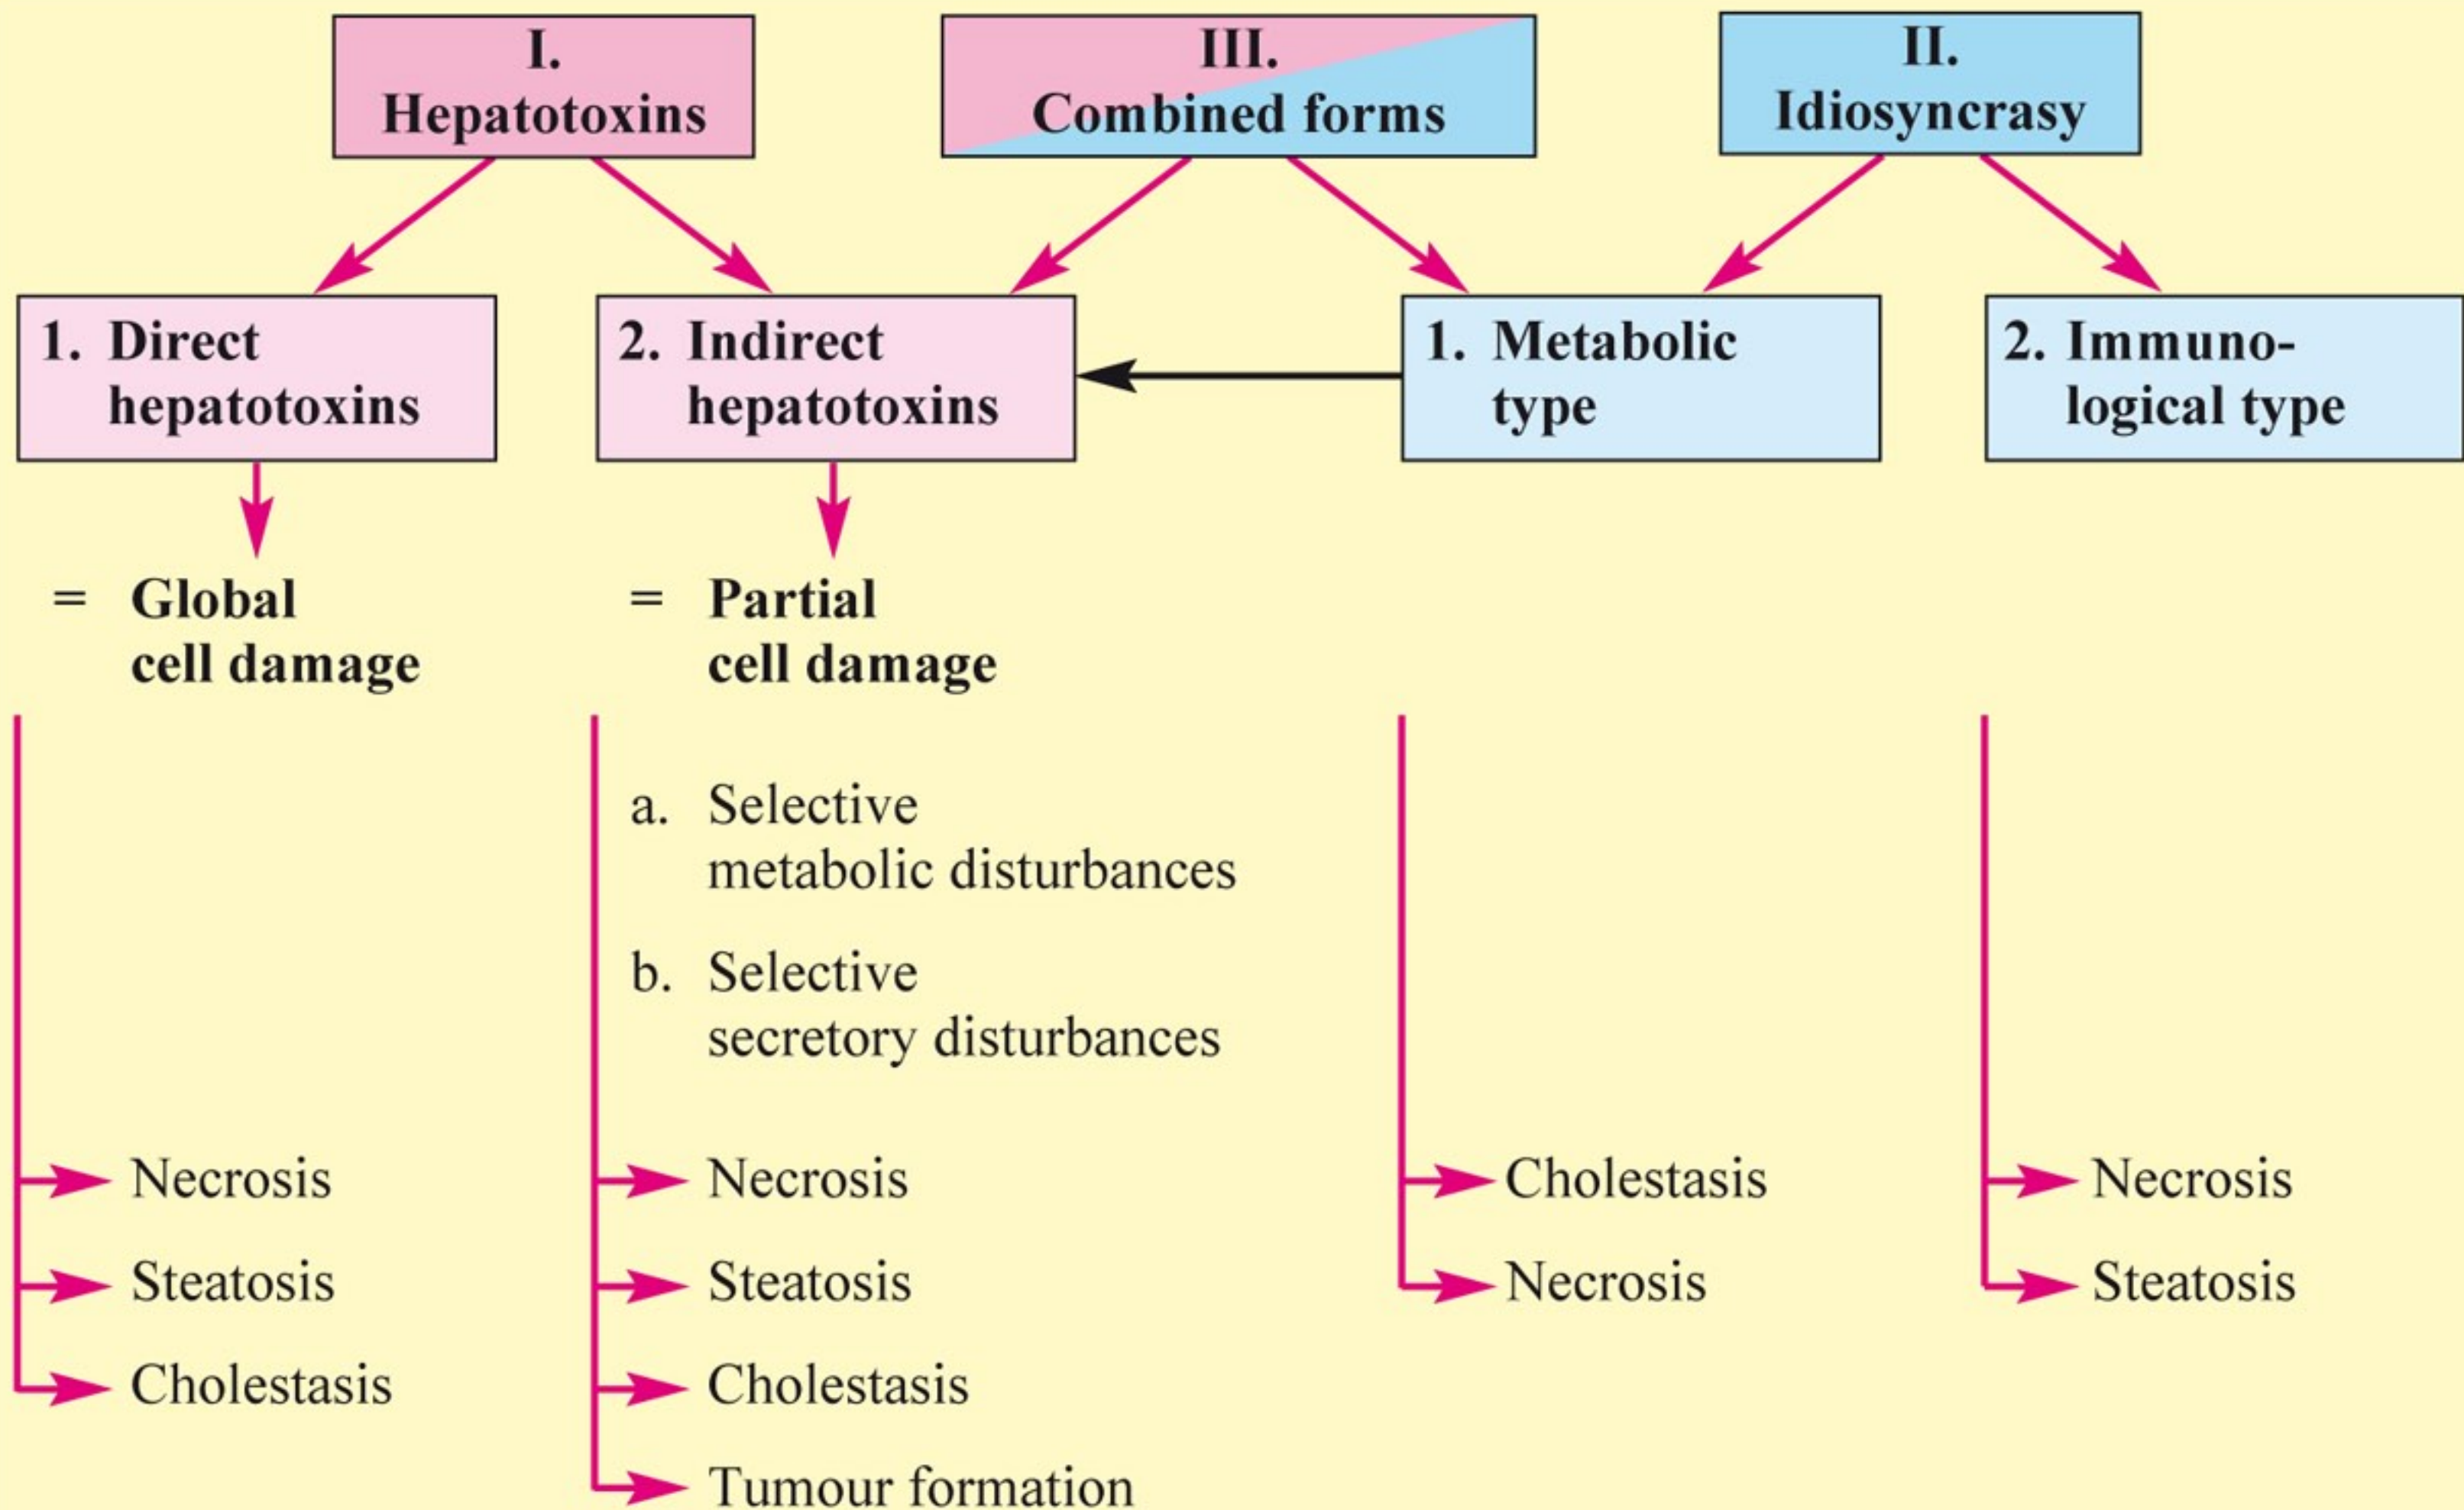 I.
Hepatotoxins
III.
Combined forms
II.
Idiosyncrasy
1. Direct
hepatotoxins
2. Indirect
hepatotoxins
1. Metabolic
type
2. Immuno-
logical type
= Global
cell damage
= Partial
cell damage
a. Selective
metabolic disturbances
b. Selective
secretory disturbances
Necrosis
Steatosis
Cholestasis
Necrosis
Steatosis
Cholestasis
Tumour formation
Cholestasis
Necrosis
Necrosis
Steatosis